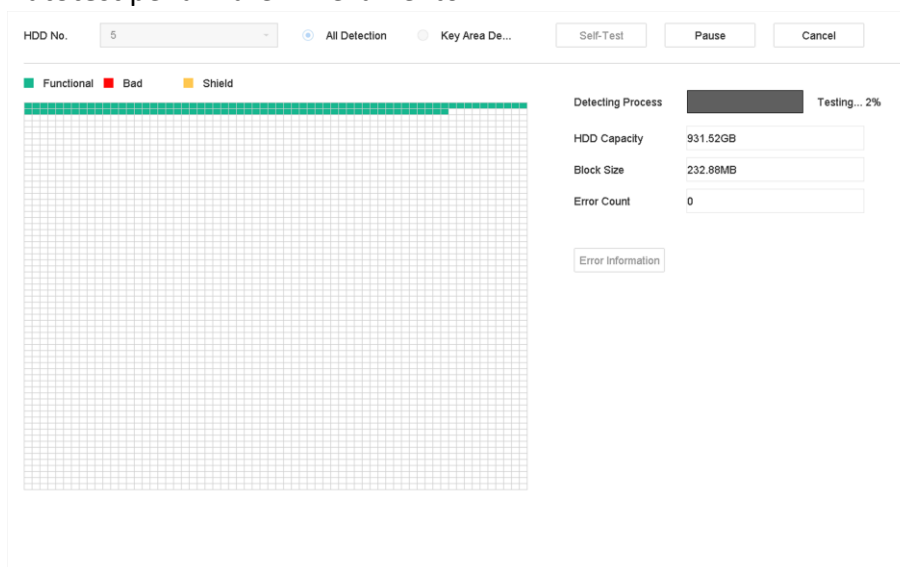 HDD No. 5 All Detection Key Area De... Self-Test Pause Cancel
Functional Bad Shield
Detecting Process Testing... 2%
HDD Capacity 931.52GB
Block Size 232.88MB
Error Count 0
Error Information